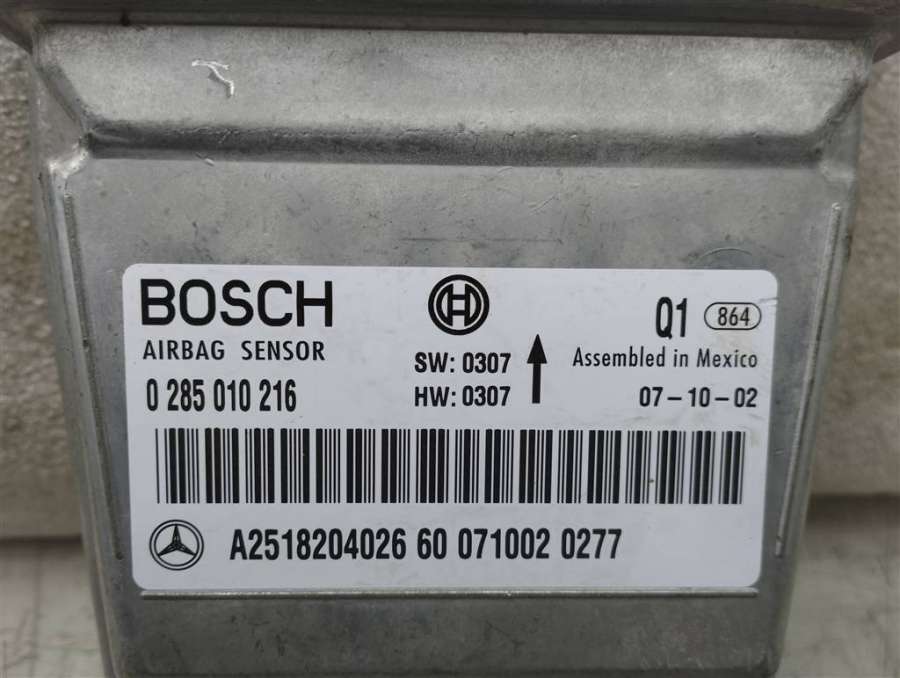 BOSCH
AIRBAG SENSOR
0 285 010 216
SW: 0307
HW: 0307
Q1 864
Assembled in Mexico
07-10-02
A2518204026 60 071002 0277